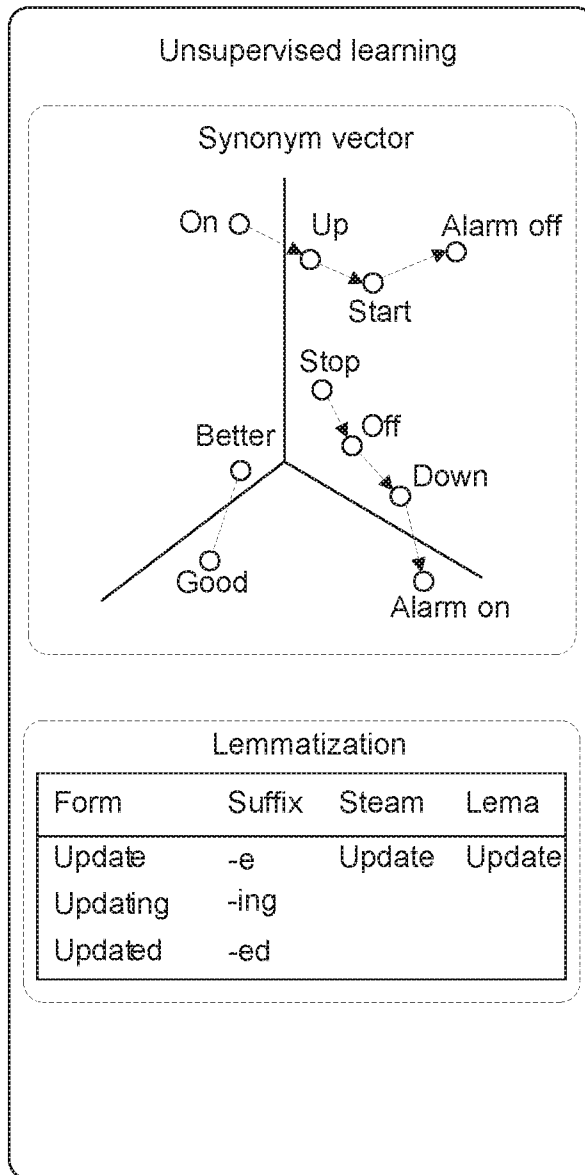 Unsupervised learning
Synonym vector
On
Up
Alarm off
Start
Stop
Off
Better
Down
Good
Alarm on
Lemmatization
Form Suffix Steam Lema
Update -e Update Update
Updating -ing
Updated -ed